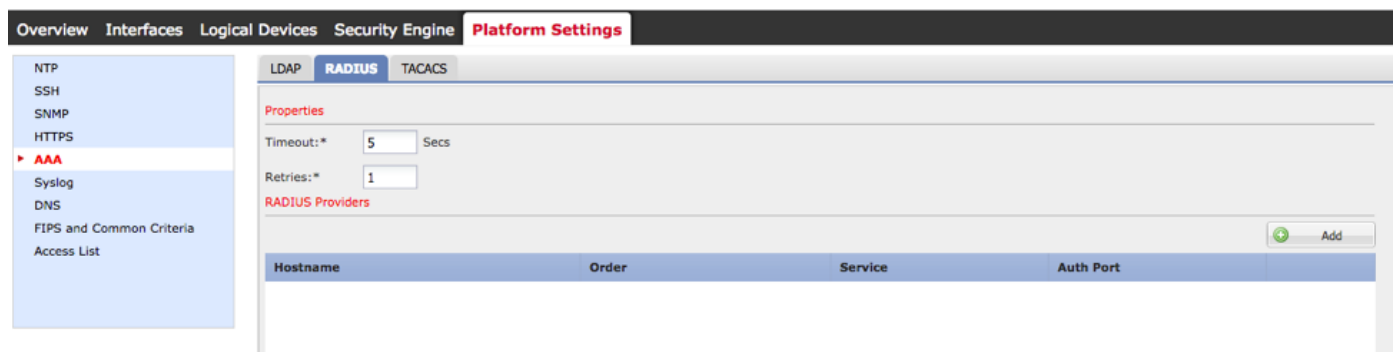 Overview Interfaces Logical Devices Security Engine Platform Settings
NTP
SSH
SNMP
HTTPS
AAA
Syslog
DNS
FIPS and Common Criteria
Access List
LDAP RADIUS TACACS
Properties
Timeout:* 5 Secs
Retries:* 1
RADIUS Providers
Add
Hostname Order Service Auth Port